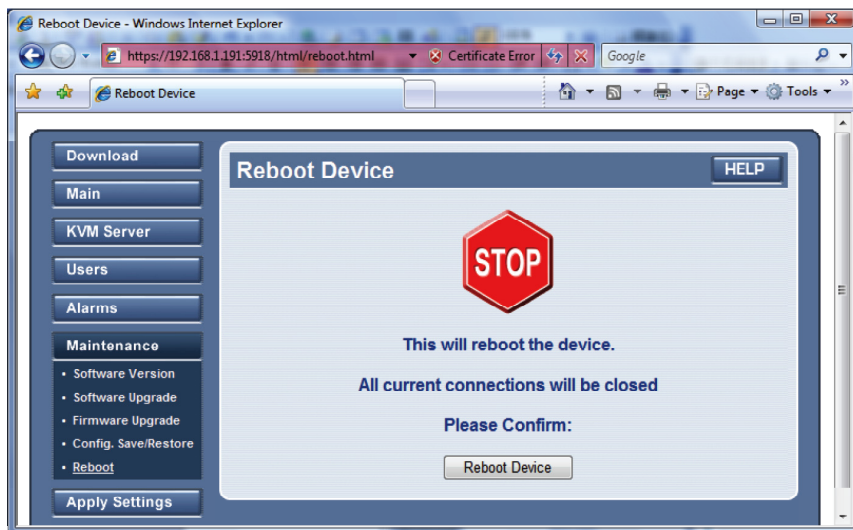 Reboot Device - Windows Internet Explorer
https://192.168.1.191:5918/html/reboot.html
Certificate Error
Google
Reboot Device
Page
Tools
Download
Main
KVM Server
Users
Alarms
Maintenance
• Software Version
• Software Upgrade
• Firmware Upgrade
• Config. Save/Restore
• Reboot
Apply Settings
Reboot Device
HELP
STOP
This will reboot the device.
All current connections will be closed
Please Confirm:
Reboot Device